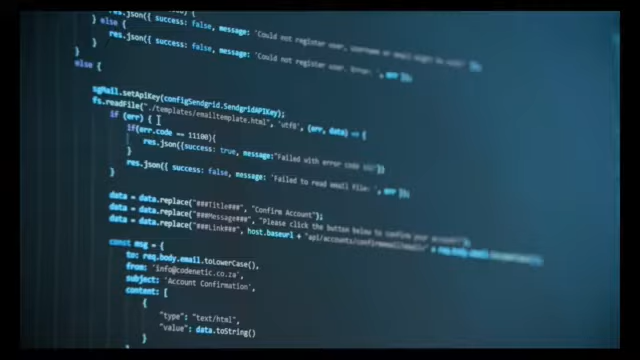 res.json({ success: false, message: 'Could not register user, username or email might be
} else {
res.json({ success: false, message: 'Could not register user. Error: ', err });
}
}
else {
sgMail.setApiKey(configSendgrid.SendgridAPIKey);
fs.readFile("./templates/emailtemplate.html", 'utf8', (err, data) => {
if (err) {
if(err.code == 11100){
res.json({success: true, message:"Failed with error code
}
res.json({ success: false, message: 'Failed to read email file: ', err });
}
data = data.replace("###Title###", "Confirm Account");
data = data.replace("###Message###", "Please click the button below to confirm your account");
data = data.replace("###Link###", host.baseurl + "api/accounts/confirmemail/
const msg = {
to: req.body.email.toLowerCase(),
from: 'info@codenetic.co.za',
subject: 'Account Confirmation',
content: [
{
"type": "text/html",
"value": data.toString()
}